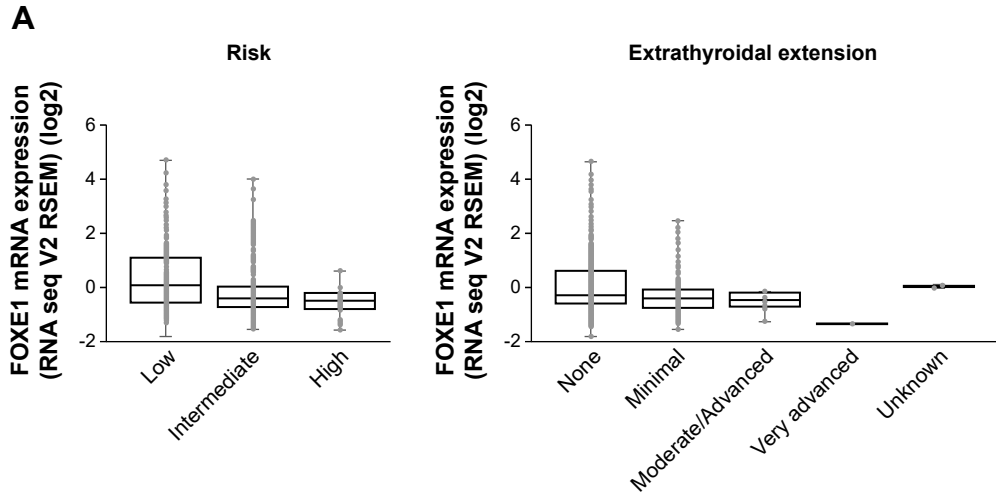 A
Risk
FOXE1 mRNA expression
(RNA seq V2 RSEM) (log2)
6
4
2
0
-2
Low
Intermediate
High
Extrathyroidal extension
FOXE1 mRNA expression
(RNA seq V2 RSEM) (log2)
6
4
2
0
-2
None
Minimal
Moderate/Advanced
Very advanced
Unknown